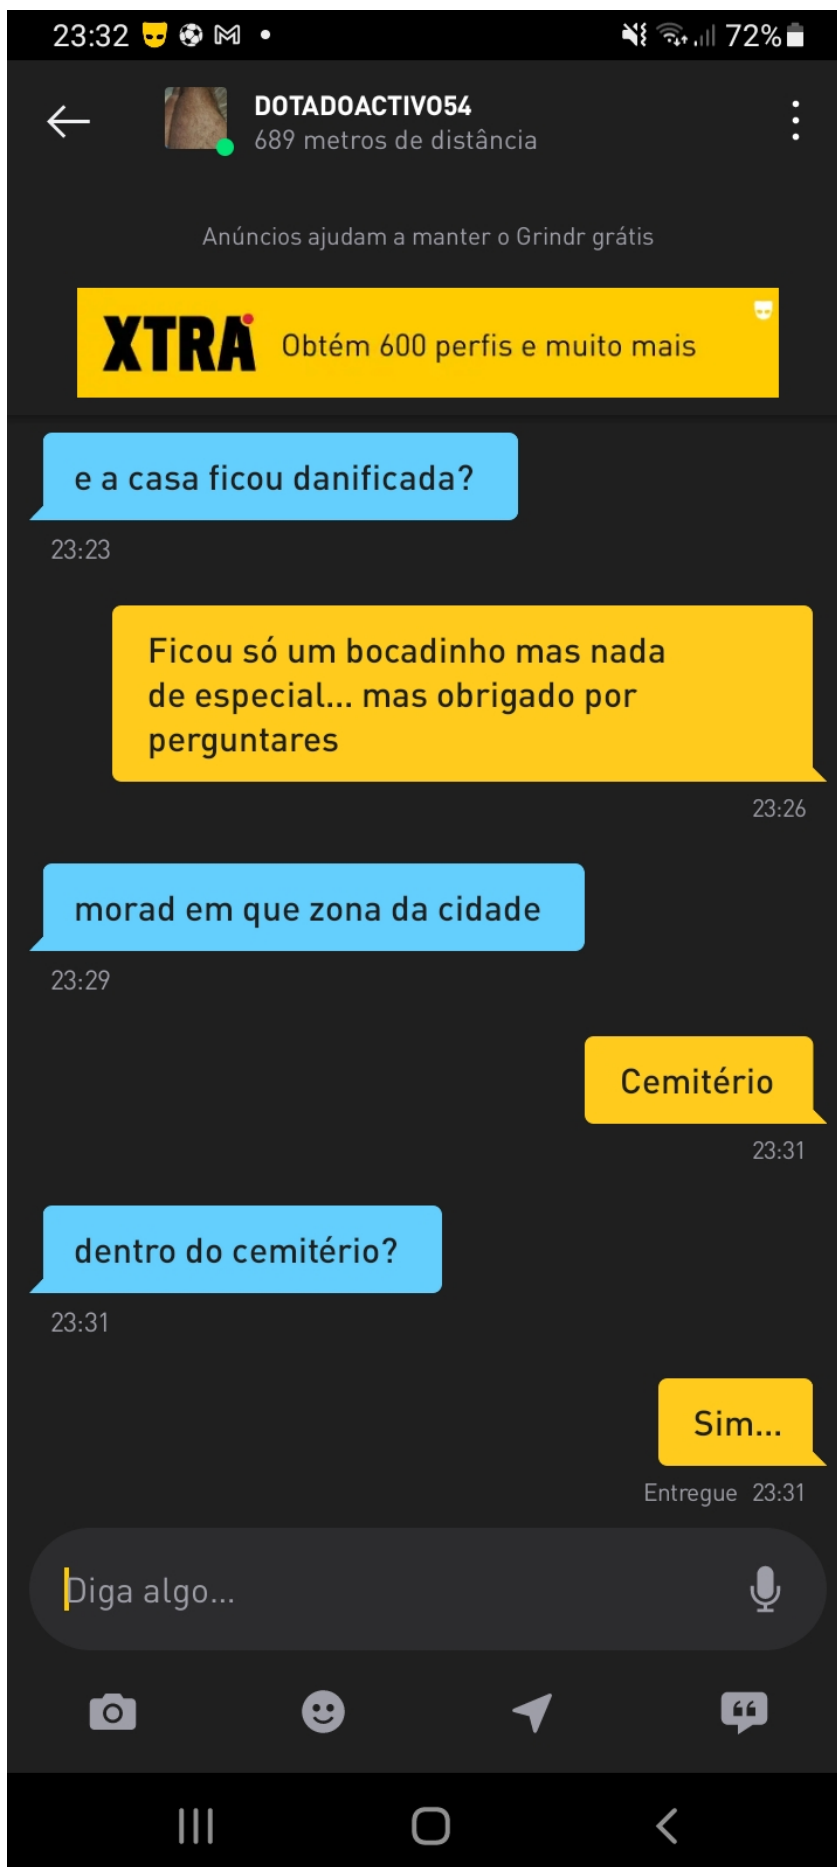 23:32
72%
DOTADOACTIVO54
689 metros de distância
Anúncios ajudam a manter o Grindr grátis
XTRA Obtém 600 perfis e muito mais
e a casa ficou danificada?
23:23
Ficou só um bocadinho mas nada
de especial... mas obrigado por
perguntares
23:26
morad em que zona da cidade
23:29
Cemitério
23:31
dentro do cemitério?
23:31
Sim...
Entregue 23:31
Diga algo...